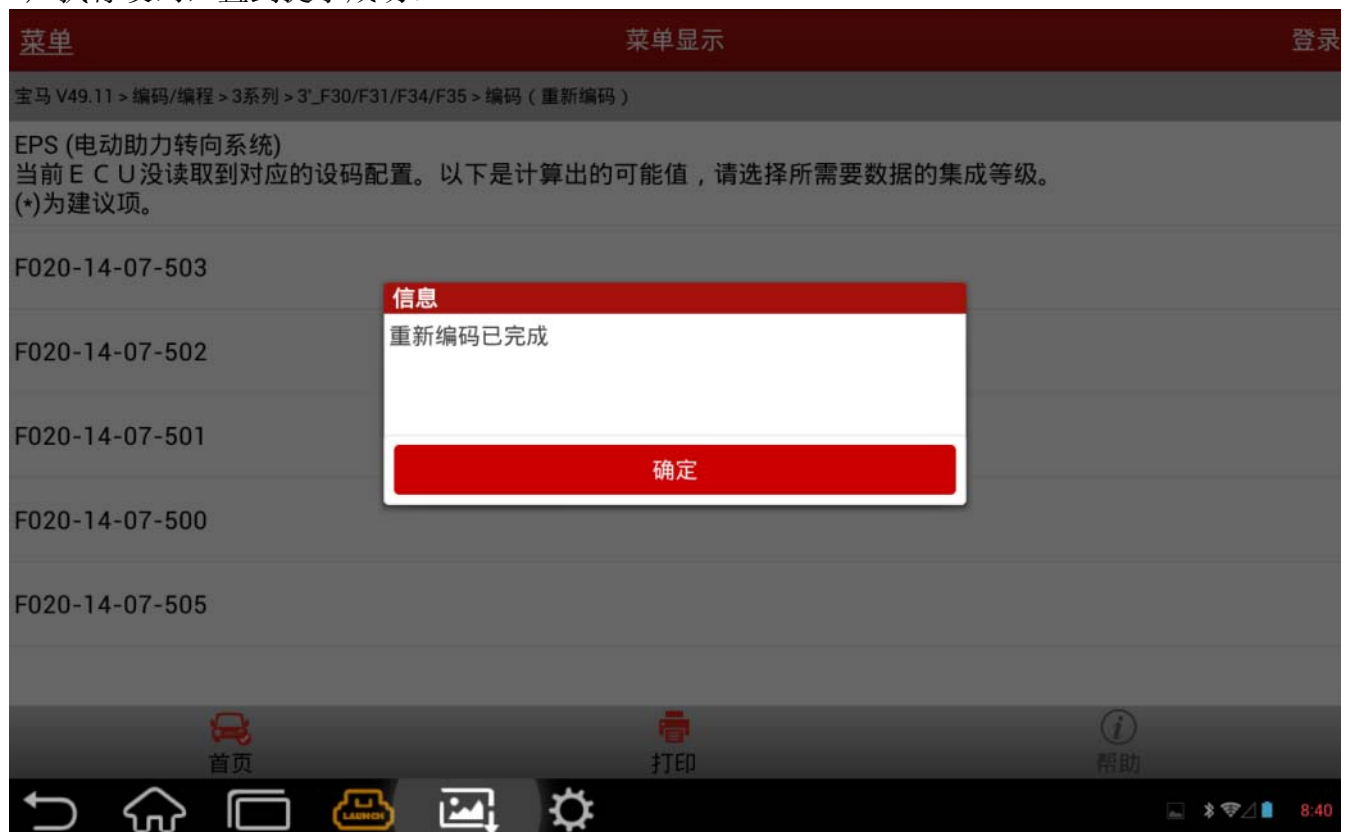 菜单
菜单显示
登录
宝马 V49.11 > 编码/编程 > 3系列 > 3'_F30/F31/F34/F35 > 编码 ( 重新编码 )
EPS (电动助力转向系统)
当前ＥＣＵ没读取到对应的设码配置。以下是计算出的可能值，请选择所需要数据的集成等级。
(*)为建议项。
F020-14-07-503
信息
重新编码已完成
F020-14-07-502
F020-14-07-501
确定
F020-14-07-500
F020-14-07-505
首页
打印
帮助
LAUNCH
8:40